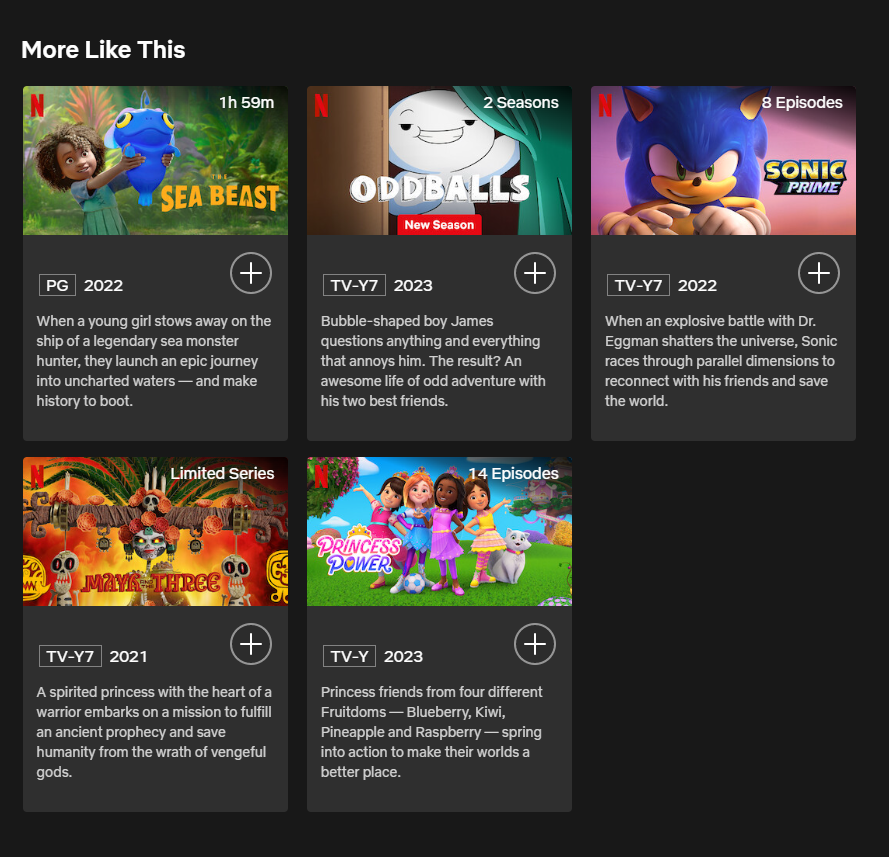 More Like This
N
1h 59m
THE
SEA BEAST
PG 2022
When a young girl stows away on the
ship of a legendary sea monster
hunter, they launch an epic journey
into uncharted waters — and make
history to boot.
N
2 Seasons
ODDBALLS
New Season
TV-Y7 2023
Bubble-shaped boy James
questions anything and everything
that annoys him. The result? An
awesome life of odd adventure with
his two best friends.
N
8 Episodes
SONIC
PRIME
TV-Y7 2022
When an explosive battle with Dr.
Eggman shatters the universe, Sonic
races through parallel dimensions to
reconnect with his friends and save
the world.
N
Limited Series
MAYA AND THE THREE
TV-Y7 2021
A spirited princess with the heart of a
warrior embarks on a mission to fulfill
an ancient prophecy and save
humanity from the wrath of vengeful
gods.
N
14 Episodes
PRINCESS
POWER
TV-Y 2023
Princess friends from four different
Fruitdoms — Blueberry, Kiwi,
Pineapple and Raspberry — spring
into action to make their worlds a
better place.